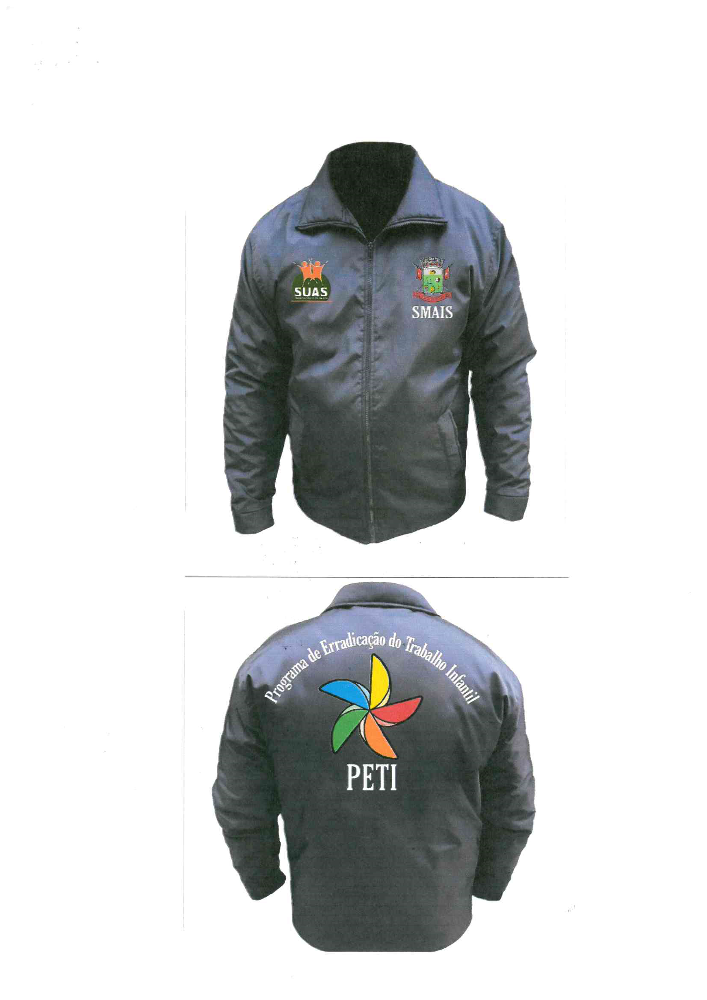 SUAS
SMAIS
Programa de Erradicação do Trabalho Infantil
PETI